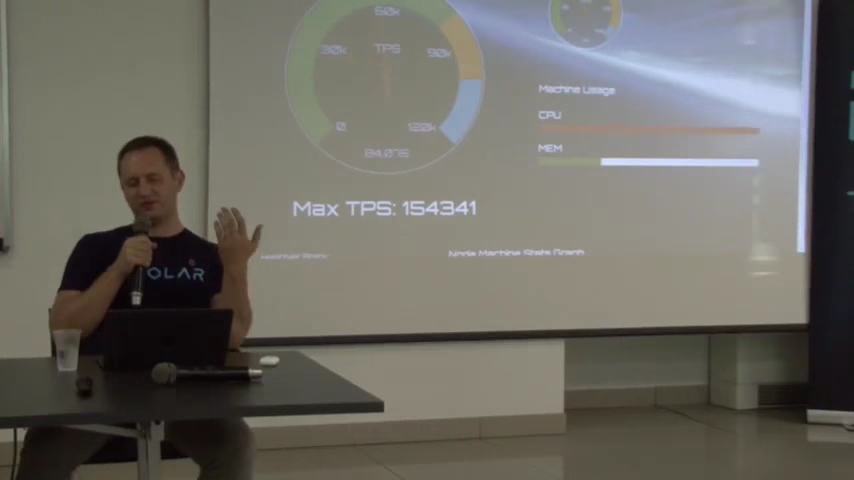 60k
30k TPS 90k
0 120k
84,076
Machine Usage
CPU
MEM
Max TPS: 154341
Node Machine Stats Graph
OLAR